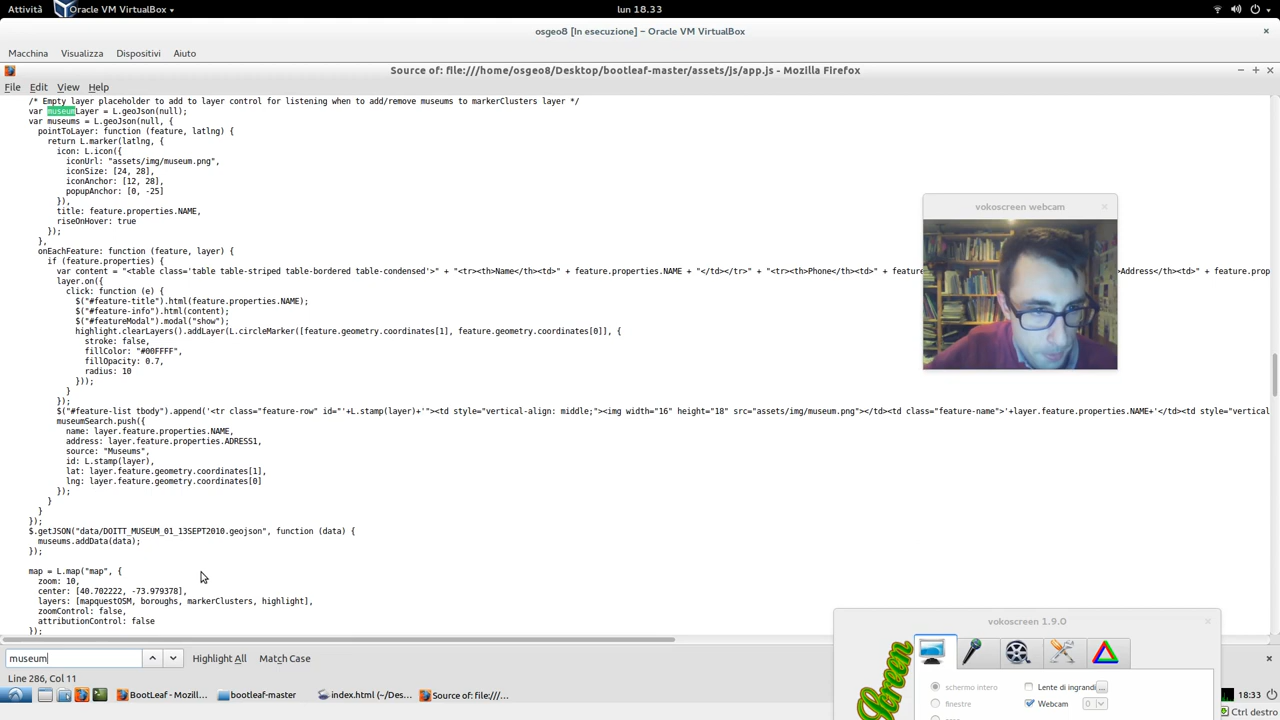 Attività
Oracle VM VirtualBox
lun 18.33
osgeo8 [In esecuzione] – Oracle VM VirtualBox
Macchina Visualizza Dispositivi Aiuto
Source of: file:///home/osgeo8/Desktop/bootleaf-master/assets/js/app.js - Mozilla Firefox
File Edit View Help
/* Empty layer placeholder to add to layer control for listening when to add/remove museums to markerClusters layer */
var museumLayer = L.geoJson(null);
var museums = L.geoJson(null, {
pointToLayer: function (feature, latlng) {
return L.marker(latlng, {
icon: L.icon({
iconUrl: "assets/img/museum.png",
iconSize: [24, 28],
iconAnchor: [12, 28],
popupAnchor: [0, -25]
}),
title: feature.properties.NAME,
riseOnHover: true
});
},
onEachFeature: function (feature, layer) {
if (feature.properties) {
var content = "<table class='table table-striped table-bordered table-condensed'>" + "<tr><th>Name</th><td>" + feature.properties.NAME + "</td></tr>" + "<tr><th>Phone</th><td>" + featur Address</th><td>" + feature.prop
layer.on({
click: function (e) {
$("#feature-title").html(feature.properties.NAME);
$("#feature-info").html(content);
$("#featureModal").modal("show");
highlight.clearLayers().addLayer(L.circleMarker([feature.geometry.coordinates[1], feature.geometry.coordinates[0]], {
stroke: false,
fillColor: "#00FFFF",
fillOpacity: 0.7,
radius: 10
}));
}
});
$("#feature-list tbody").append('<tr class="feature-row" id="'+L.stamp(layer)+'"><td style="vertical-align: middle;"><img width="16" height="18" src="assets/img/museum.png"></td><td class="feature-name">'+layer.feature.properties.NAME+'</td><td style="vertical
museumSearch.push({
name: layer.feature.properties.NAME,
address: layer.feature.properties.ADRESS1,
source: "Museums",
id: L.stamp(layer),
lat: layer.feature.geometry.coordinates[1],
lng: layer.feature.geometry.coordinates[0]
});
}
}
});
$.getJSON("data/DOITT_MUSEUM_01_13SEPT2010.geojson", function (data) {
museums.addData(data);
});
map = L.map("map", {
zoom: 10,
center: [40.702222, -73.979378],
layers: [mapquestOSM, boroughs, markerClusters, highlight],
zoomControl: false,
attributionControl: false
});
vokoscreen webcam
vokoscreen 1.9.0
schermo intero
Lente di ingrandi ...
finestre
Webcam
0
museum
Highlight All Match Case
Line 286, Col 11
BootLeaf - Mozill...
bootleaf-master
index.html (~/Des...
Source of: file:///...
18:33
Ctrl destro